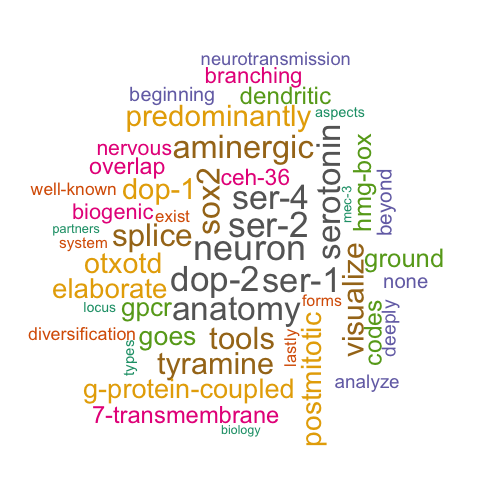 neurotransmission
branching
beginning dendritic
predominantly aspects
nervous aminergic
overlap ceh-36
well-known dop-1 sox2 ser-4 serotonin mec-3 hmg-box beyond
biogenic exist ser-2
partners splice neuron
system
otxotd dop-2 ser-1 visualize ground
elaborate none
locus gpcr anatomy forms codes deeply
diversification goes tools lastly
types tyramine postmitotic analyze
g-protein-coupled
7-transmembrane
biology